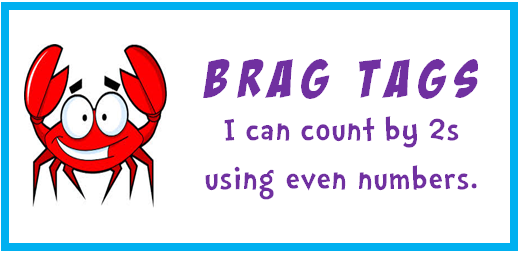 BRAG TAGS
I can count by 2s
using even numbers.